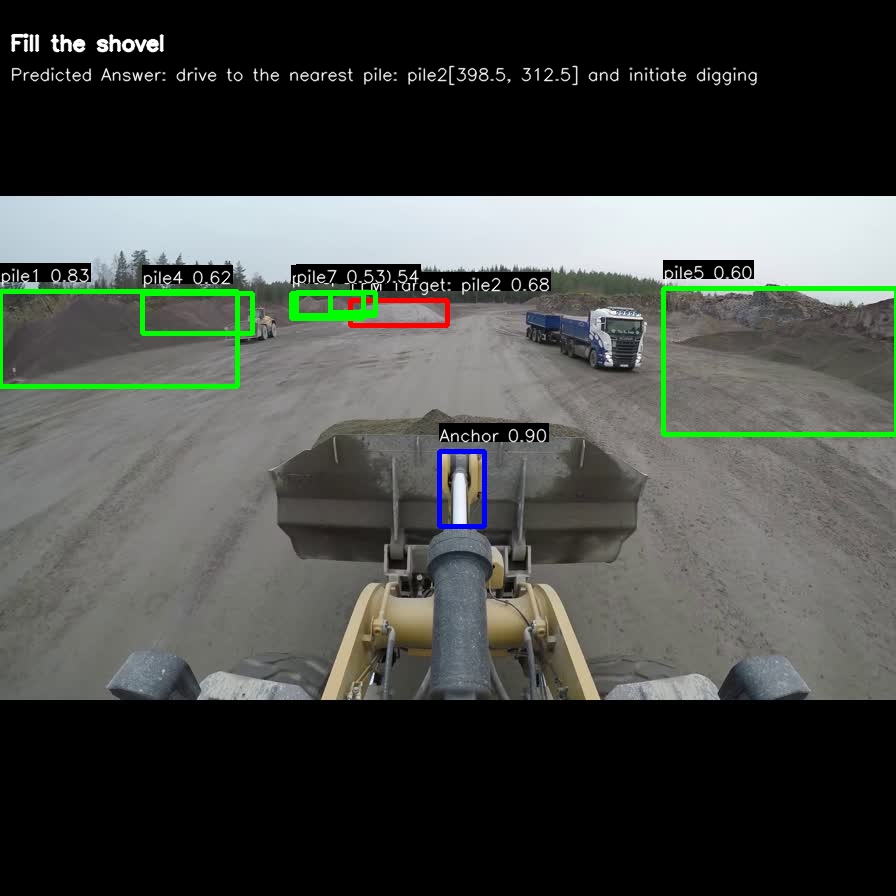 Fill the shovel
Predicted Answer: drive to the nearest pile: pile2[398.5, 312.5] and initiate digging
pile1 0.83
pile4 0.62
pile7 0.53).54
Target: pile2 0.68
pile5 0.60
Anchor 0.90